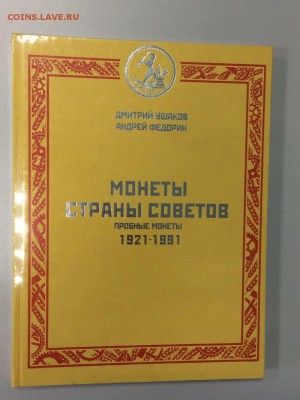 COINS.LAVE.RU
ДМИТРИЙ УШАКОВ
АНДРЕЙ ФЕДОРИН
МОНЕТЫ
СТРАНЫ СОВЕТОВ
ПРОБНЫЕ МОНЕТЫ
1921-1991